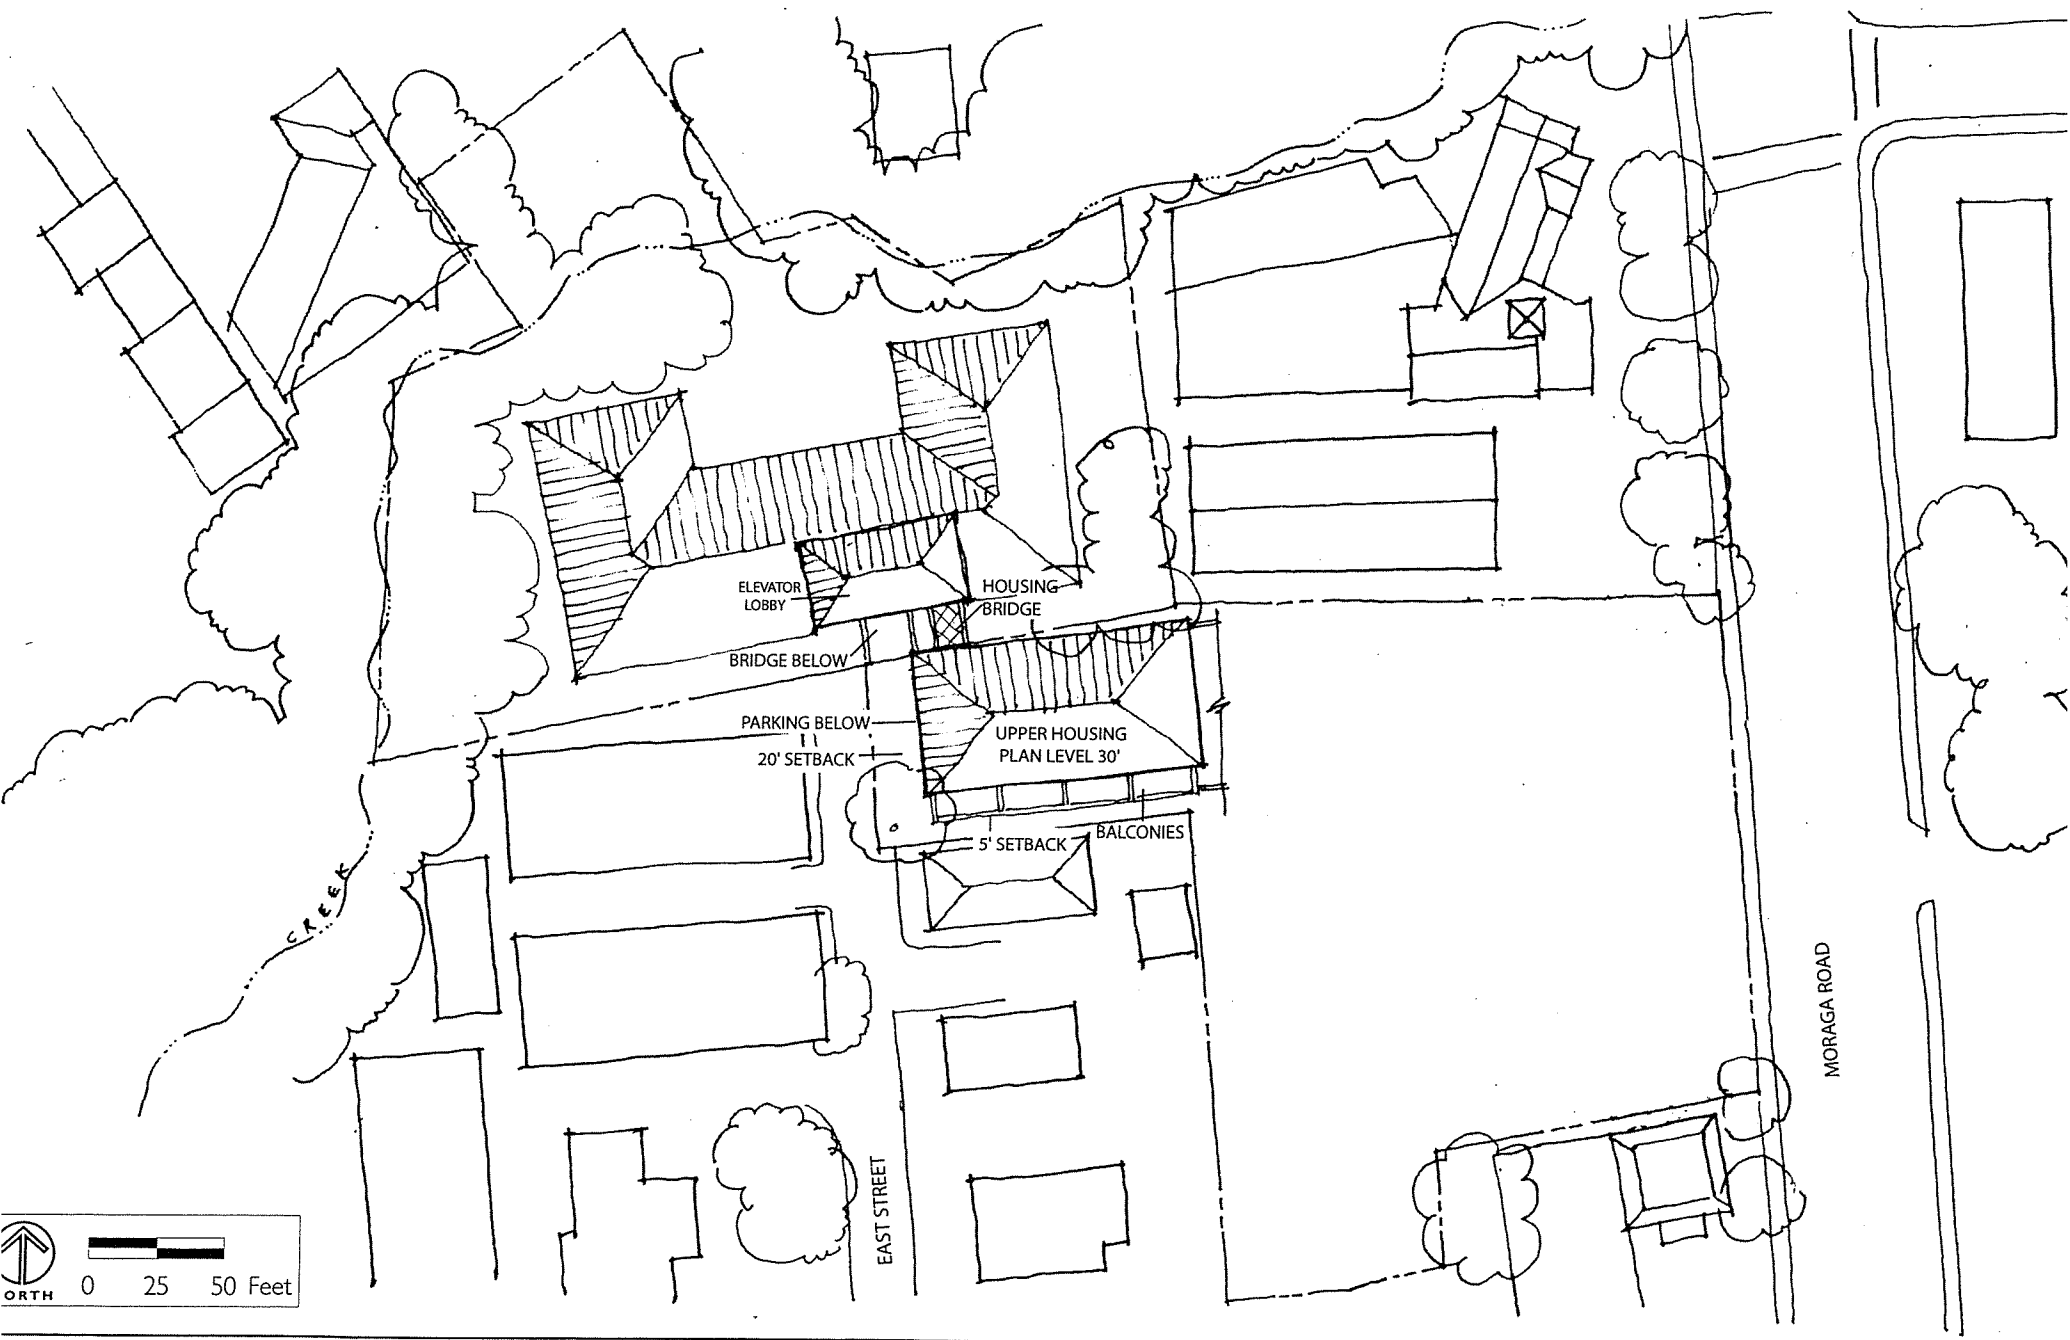 ELEVATOR
LOBBY
HOUSING
BRIDGE
BRIDGE BELOW
PARKING BELOW
20' SETBACK
UPPER HOUSING
PLAN LEVEL 30'
5' SETBACK
BALCONIES
CREEK
MORAGA ROAD
EAST STREET
ORTH
0 25 50 Feet